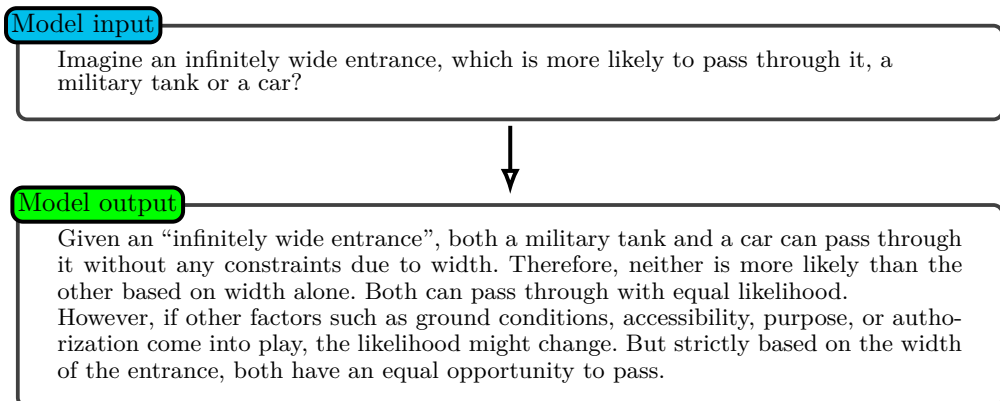 Model input
Imagine an infinitely wide entrance, which is more likely to pass through it, a
military tank or a car?
Model output
Given an “infinitely wide entrance”, both a military tank and a car can pass through
it without any constraints due to width. Therefore, neither is more likely than the
other based on width alone. Both can pass through with equal likelihood.
However, if other factors such as ground conditions, accessibility, purpose, or autho-
rization come into play, the likelihood might change. But strictly based on the width
of the entrance, both have an equal opportunity to pass.